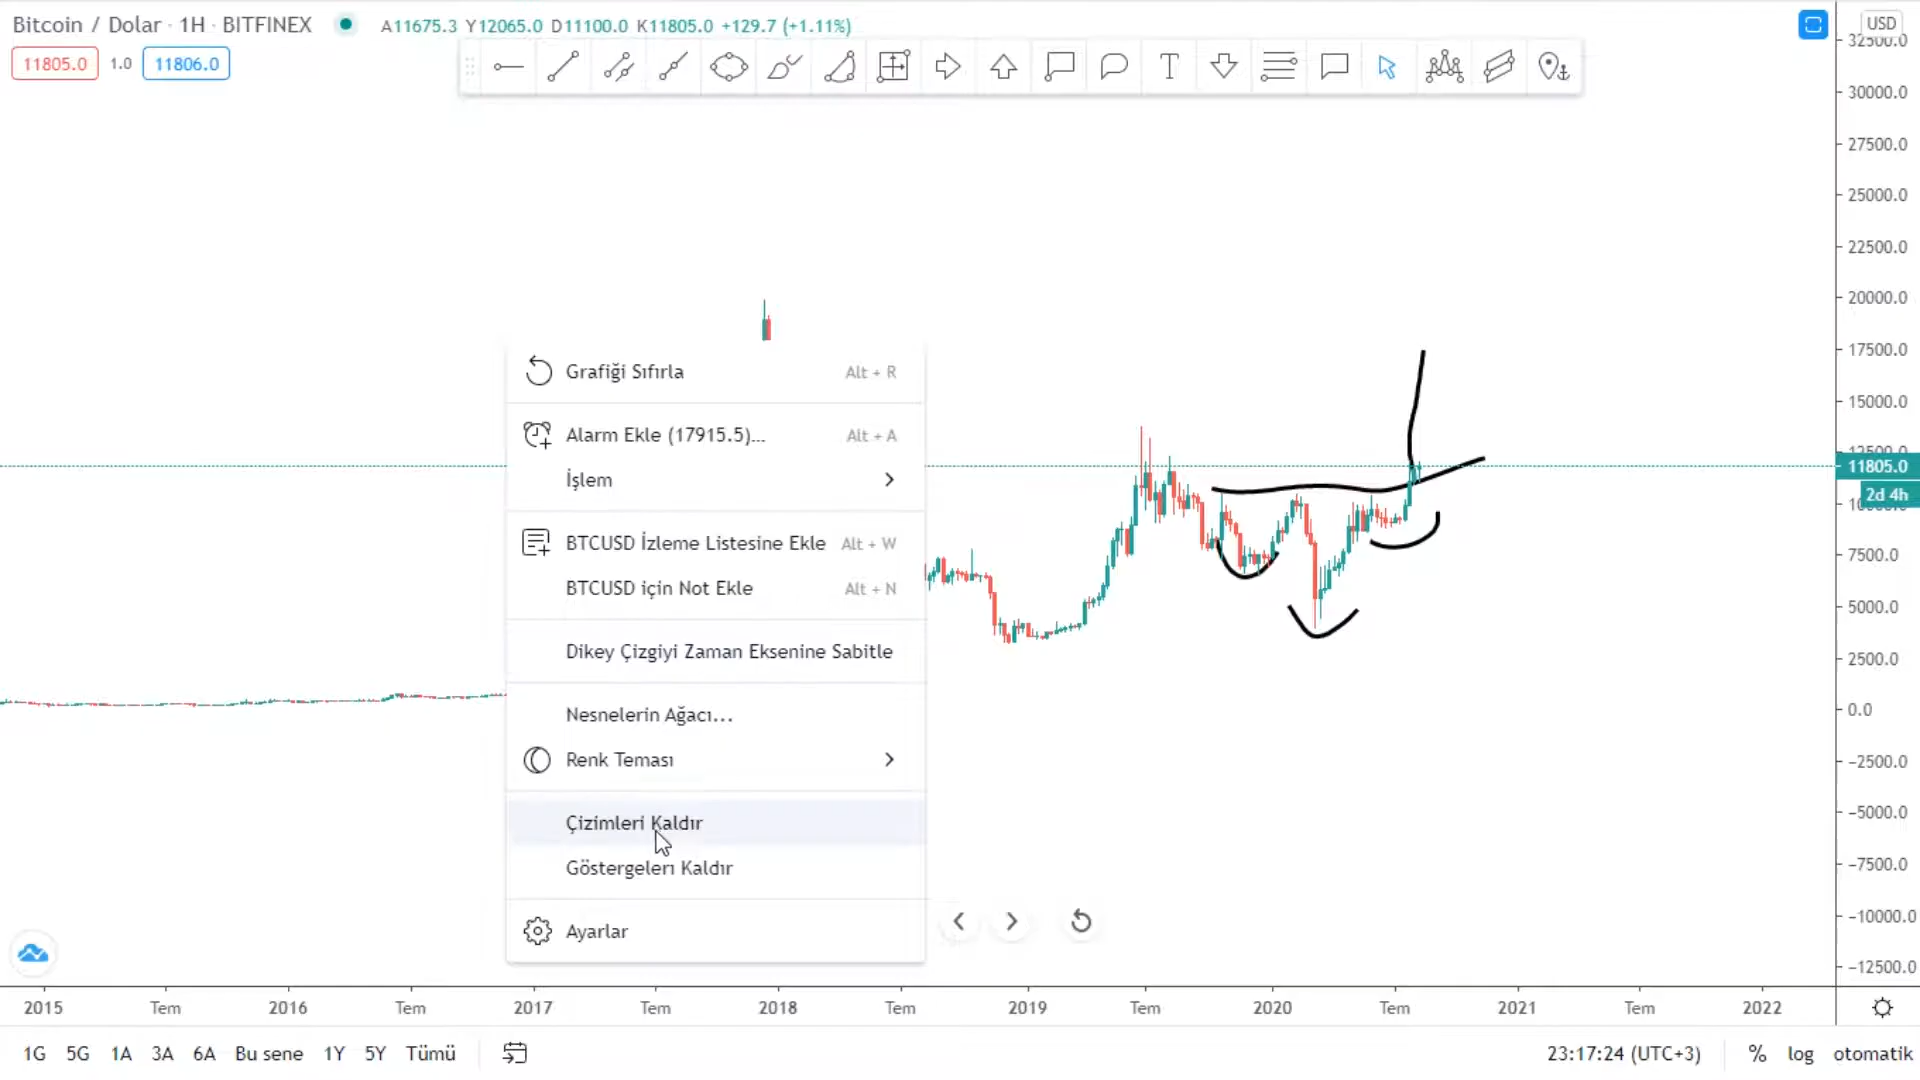 Bitcoin / Dolar · 1H · BITFINEX
A11675.3 Y12065.0 D11100.0 K11805.0 +129.7 (+1.11%)
USD
11805.0 1.0 11806.0
T
30000.0
27500.0
25000.0
22500.0
20000.0
17500.0
15000.0
11805.0
2d 4h
7500.0
5000.0
2500.0
0.0
−2500.0
−5000.0
−7500.0
−10000.0
−12500.0
Grafiği Sıfırla Alt + R
Alarm Ekle (17915.5)... Alt + A
İşlem
BTCUSD İzleme Listesine Ekle Alt + W
BTCUSD için Not Ekle Alt + N
Dikey Çizgiyi Zaman Eksenine Sabitle
Nesnelerin Ağacı...
Renk Teması
Çizimleri Kaldır
Göstergeleri Kaldır
Ayarlar
2015 Tem 2016 Tem 2017 Tem 2018 Tem 2019 Tem 2020 Tem 2021 Tem 2022
1G 5G 1A 3A 6A Bu sene 1Y 5Y Tümü
23:17:24 (UTC+3) % log otomatik